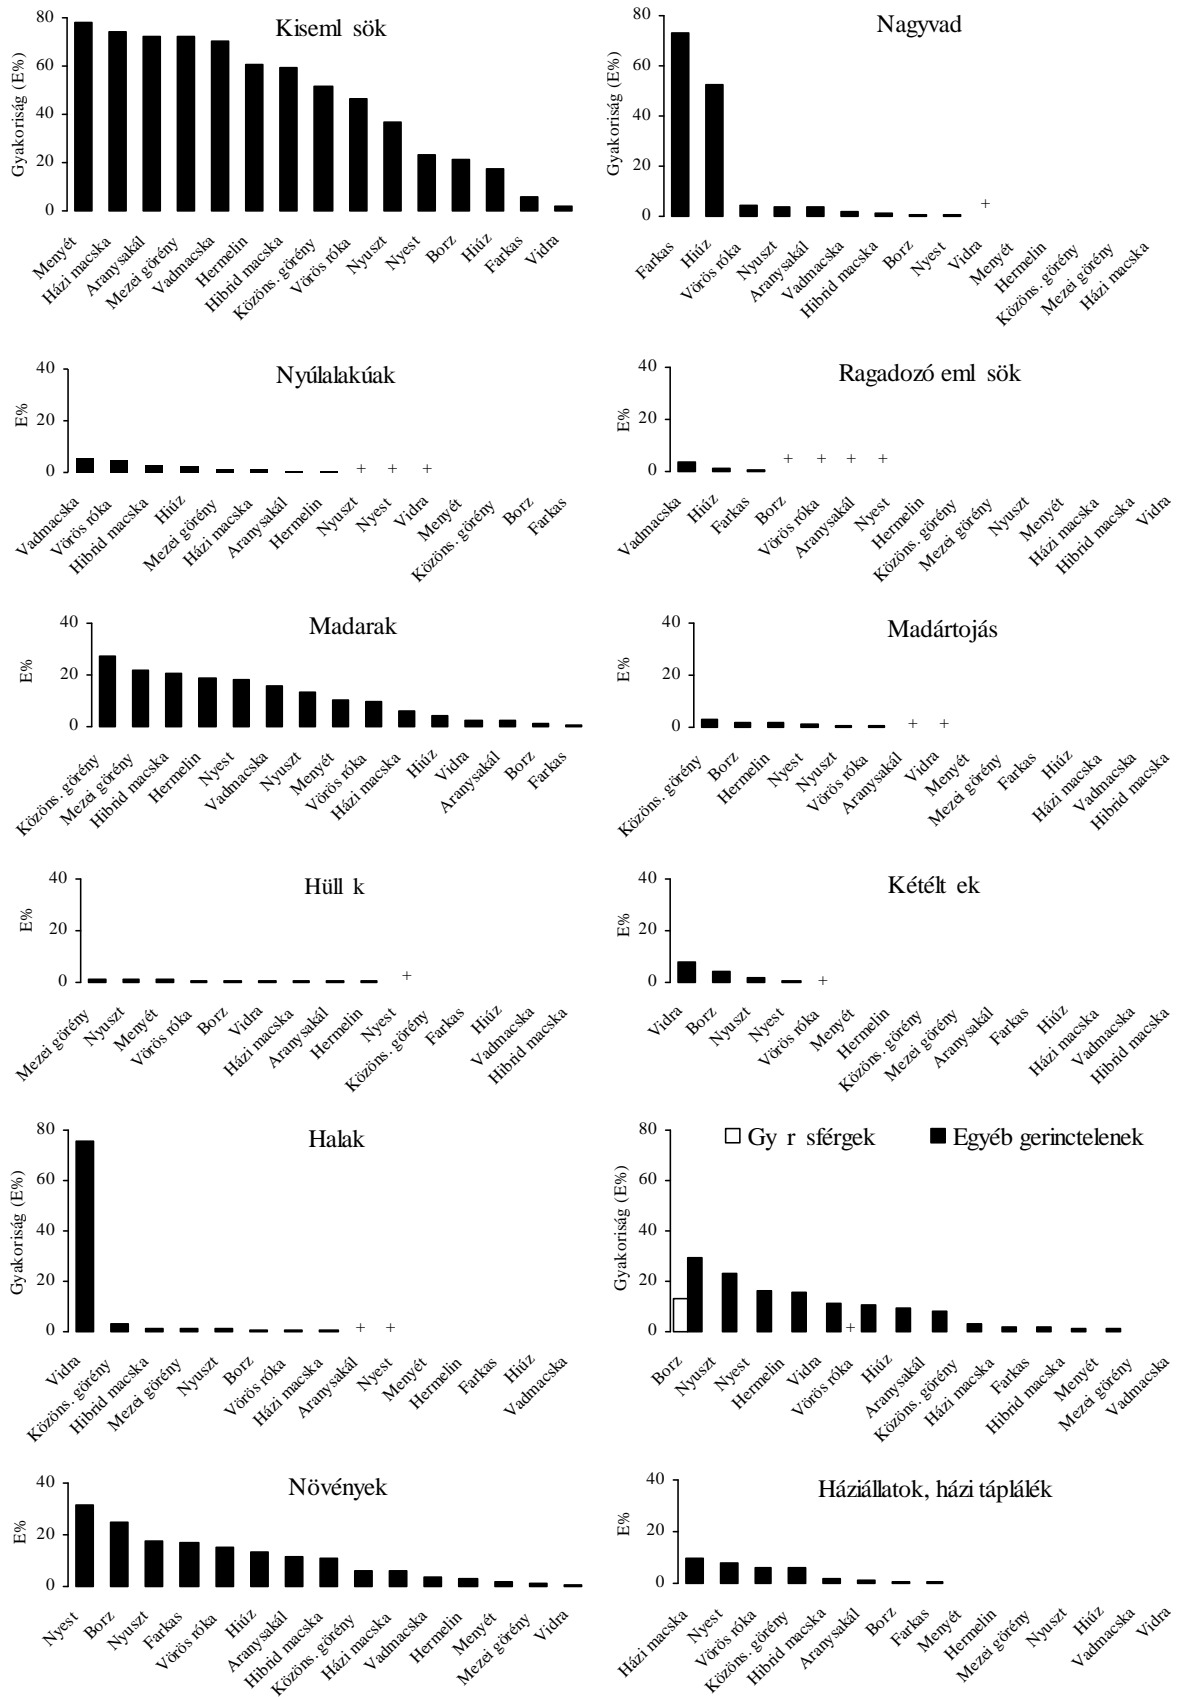 Kiseml sök
Gyakoriság (E%)
80
60
40
20
0
Menyét
Házi macska
Aranysakál
Mezei görény
Vadmacska
Hermelin
Hibrid macska
Közöns. görény
Vörös róka
Nyuszt
Nyest
Borz
Hiúz
Farkas
Vidra
Nagyvad
Gyakoriság (E%)
80
60
40
20
0
+
Farkas
Hiúz
Vörös róka
Nyuszt
Aranysakál
Vadmacska
Hibrid macska
Borz
Nyest
Vidra
Menyét
Hermelin
Közöns. görény
Mezei görény
Házi macska
Nyúlalakúak
E%
40
20
0
+ + +
Vadmacska
Vörös róka
Hibrid macska
Hiúz
Mezei görény
Házi macska
Aranysakál
Hermelin
Nyuszt
Nyest
Vidra
Menyét
Közöns. görény
Borz
Farkas
Ragadozó eml sök
E%
40
20
0
+ + + +
Vadmacska
Hiúz
Farkas
Borz
Vörös róka
Aranysakál
Nyest
Hermelin
Közöns. görény
Mezei görény
Nyuszt
Menyét
Házi macska
Hibrid macska
Vidra
Madarak
E%
40
20
0
Közöns. görény
Mezei görény
Hibrid macska
Hermelin
Nyest
Vadmacska
Nyuszt
Menyét
Vörös róka
Házi macska
Hiúz
Vidra
Aranysakál
Borz
Farkas
Madártojás
E%
40
20
0
+ +
Közöns. görény
Borz
Hermelin
Nyest
Nyuszt
Vörös róka
Aranysakál
Vidra
Menyét
Mezei görény
Farkas
Hiúz
Házi macska
Vadmacska
Hibrid macska
Hüll k
E%
40
20
0
+
Mezei görény
Nyuszt
Menyét
Vörös róka
Borz
Vidra
Házi macska
Aranysakál
Hermelin
Nyest
Közöns. görény
Farkas
Hiúz
Vadmacska
Hibrid macska
Kétélt ek
E%
40
20
0
+
Vidra
Borz
Nyuszt
Nyest
Vörös róka
Menyét
Hermelin
Közöns. görény
Mezei görény
Aranysakál
Farkas
Hiúz
Házi macska
Vadmacska
Hibrid macska
Halak
Gyakoriság (E%)
80
60
40
20
0
+ +
Vidra
Közöns. görény
Hibrid macska
Mezei görény
Nyuszt
Borz
Vörös róka
Házi macska
Aranysakál
Nyest
Menyét
Hermelin
Farkas
Hiúz
Vadmacska
Gy r sférgek
Egyéb gerinctelenek
Gyakoriság (E%)
80
60
40
20
0
+
Borz
Nyuszt
Nyest
Hermelin
Vidra
Vörös róka
Hiúz
Aranysakál
Közöns. görény
Házi macska
Farkas
Hibrid macska
Menyét
Mezei görény
Vadmacska
Növények
E%
40
20
0
Nyest
Borz
Nyuszt
Farkas
Vörös róka
Hiúz
Aranysakál
Hibrid macska
Közöns. görény
Házi macska
Vadmacska
Hermelin
Menyét
Mezei görény
Vidra
Háziállatok, házi táplálék
E%
40
20
0
Házi macska
Nyest
Vörös róka
Közöns. görény
Hibrid macska
Aranysakál
Borz
Farkas
Menyét
Hermelin
Mezei görény
Nyuszt
Hiúz
Vadmacska
Vidra